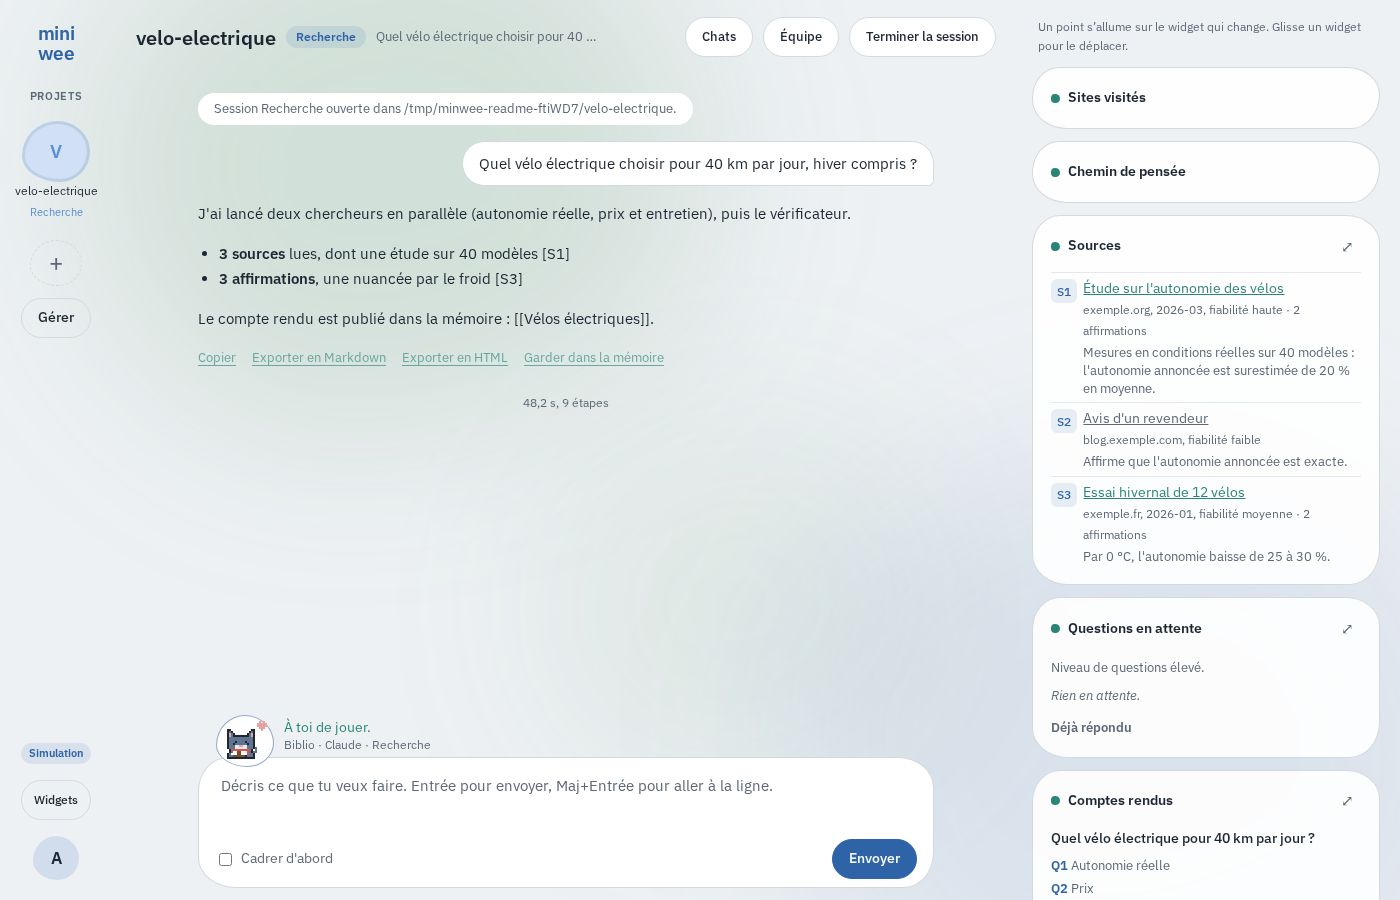 mini
wee
PROJETS
V
velo-electrique
Recherche
+
Gérer
Simulation
Widgets
A
velo-electrique
Recherche
Quel vélo électrique choisir pour 40 ...
Chats
Équipe
Terminer la session
Session Recherche ouverte dans /tmp/minwee-readme-ftiWD7/velo-electrique.
Quel vélo électrique choisir pour 40 km par jour, hiver compris ?
J'ai lancé deux chercheurs en parallèle (autonomie réelle, prix et entretien), puis le vérificateur.
• 3 sources lues, dont une étude sur 40 modèles [S1]
• 3 affirmations, une nuancée par le froid [S3]
Le compte rendu est publié dans la mémoire : [[Vélos électriques]].
Copier
Exporter en Markdown
Exporter en HTML
Garder dans la mémoire
48,2 s, 9 étapes
À toi de jouer.
Biblio · Claude · Recherche
Décris ce que tu veux faire. Entrée pour envoyer, Maj+Entrée pour aller à la ligne.
Cadrer d'abord
Envoyer
Un point s'allume sur le widget qui change. Glisse un widget
pour le déplacer.
Sites visités
Chemin de pensée
Sources
S1
Étude sur l'autonomie des vélos
exemple.org, 2026-03, fiabilité haute · 2
affirmations
Mesures en conditions réelles sur 40 modèles :
l'autonomie annoncée est surestimée de 20 %
en moyenne.
S2
Avis d'un revendeur
blog.exemple.com, fiabilité faible
Affirme que l'autonomie annoncée est exacte.
S3
Essai hivernal de 12 vélos
exemple.fr, 2026-01, fiabilité moyenne · 2
affirmations
Par 0 °C, l'autonomie baisse de 25 à 30 %.
Questions en attente
Niveau de questions élevé.
Rien en attente.
Déjà répondu
Comptes rendus
Quel vélo électrique pour 40 km par jour ?
Q1 Autonomie réelle
Q2 Prix